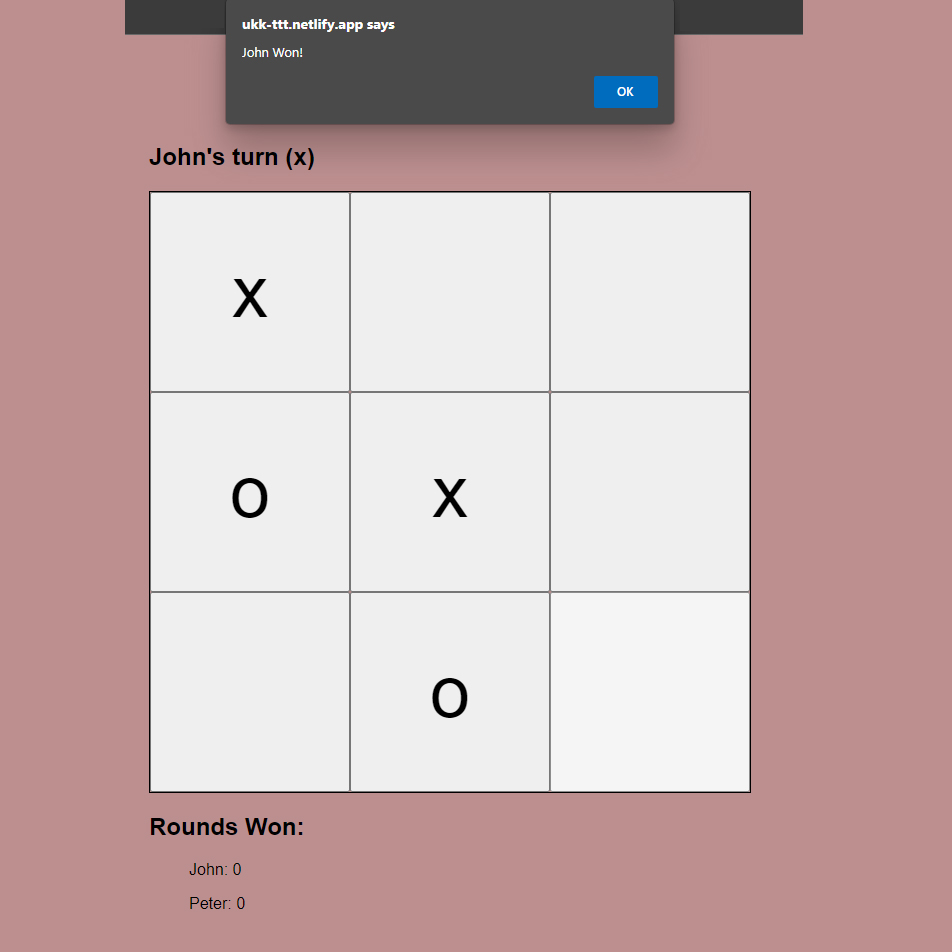 ukk-ttt.netlify.app says
John Won!
OK
John's turn (x)
x
o x
o
Rounds Won:
John: 0
Peter: 0